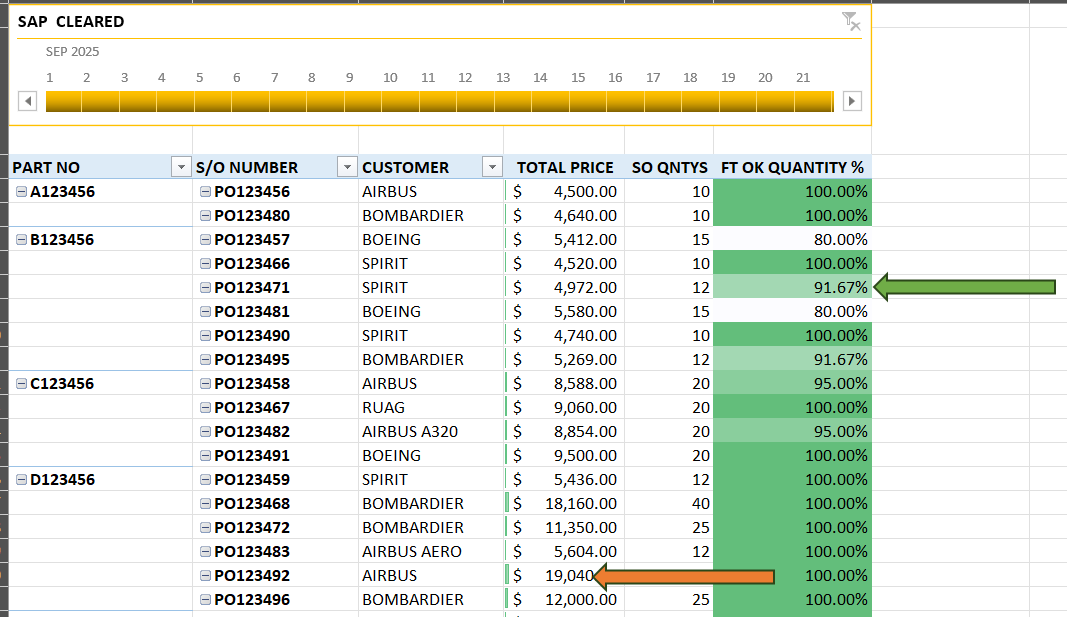 SAP CLEARED
SEP 2025
1 2 3 4 5 6 7 8 9 10 11 12 13 14 15 16 17 18 19 20 21
PART NO S/O NUMBER CUSTOMER TOTAL PRICE SO QNTYS FT OK QUANTITY %
A123456 PO123456 AIRBUS $ 4,500.00 10 100.00%
PO123480 BOMBARDIER $ 4,640.00 10 100.00%
B123456 PO123457 BOEING $ 5,412.00 15 80.00%
PO123466 SPIRIT $ 4,520.00 10 100.00%
PO123471 SPIRIT $ 4,972.00 12 91.67%
PO123481 BOEING $ 5,580.00 15 80.00%
PO123490 SPIRIT $ 4,740.00 10 100.00%
PO123495 BOMBARDIER $ 5,269.00 12 91.67%
C123456 PO123458 AIRBUS $ 8,588.00 20 95.00%
PO123467 RUAG $ 9,060.00 20 100.00%
PO123482 AIRBUS A320 $ 8,854.00 20 95.00%
PO123491 BOEING $ 9,500.00 20 100.00%
D123456 PO123459 SPIRIT $ 5,436.00 12 100.00%
PO123468 BOMBARDIER $ 18,160.00 40 100.00%
PO123472 BOMBARDIER $ 11,350.00 25 100.00%
PO123483 AIRBUS AERO $ 5,604.00 12 100.00%
PO123492 AIRBUS $ 19,040 100.00%
PO123496 BOMBARDIER $ 12,000.00 25 100.00%